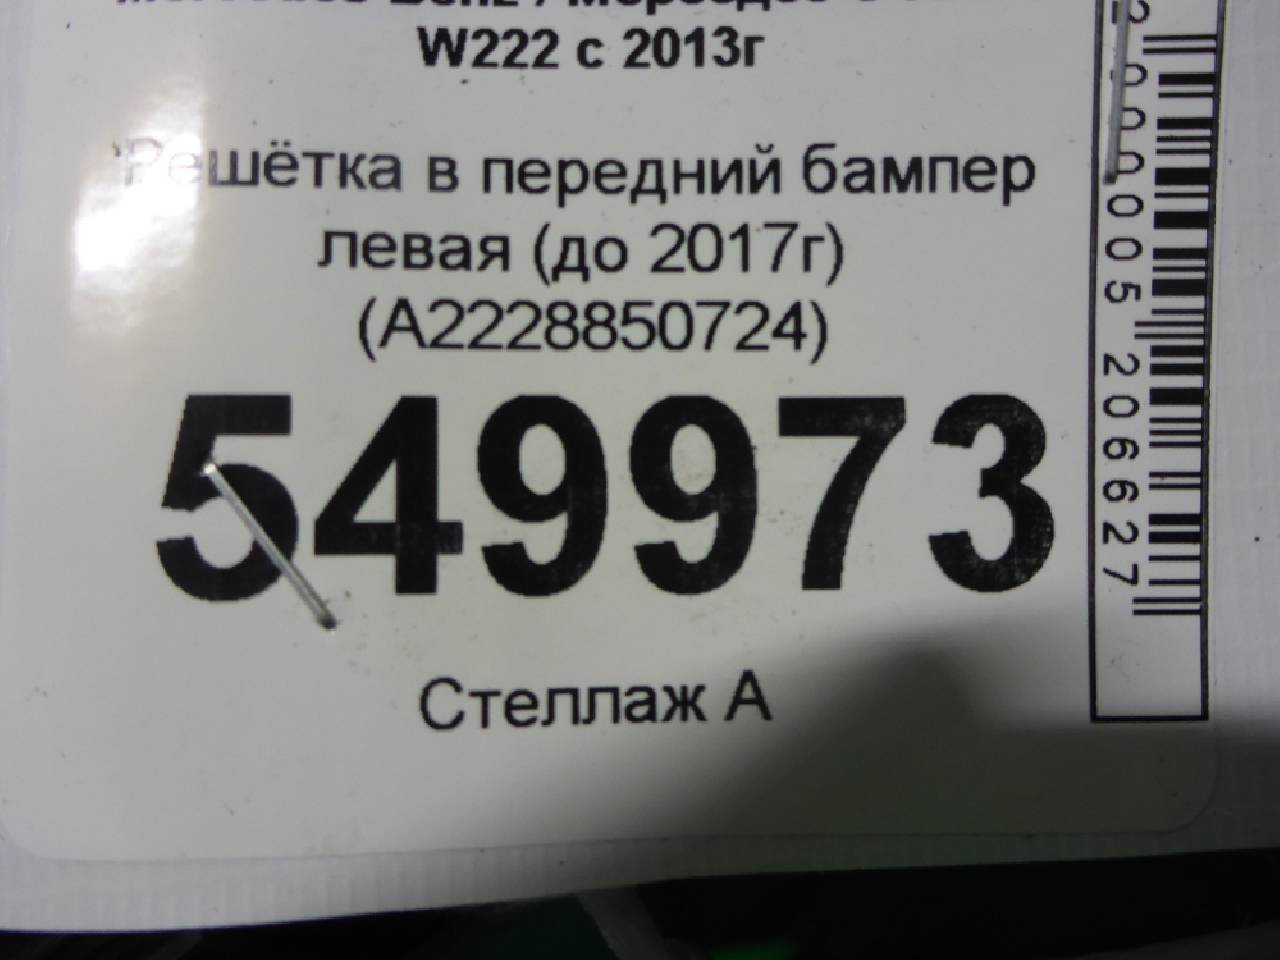 W222 с 2013г
Решётка в передний бампер
левая (до 2017г)
(A2228850724)
549973
Стеллаж А
2000005206627